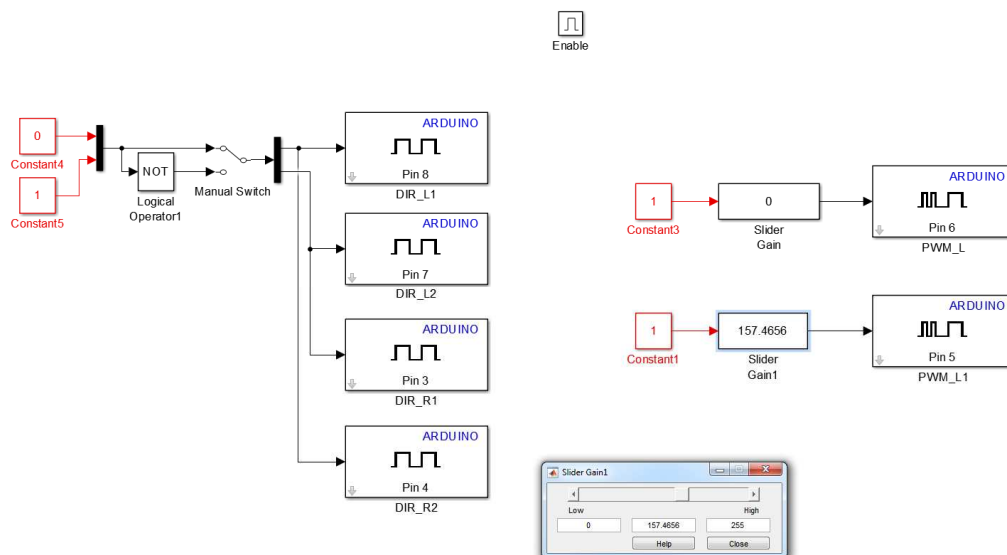 Enable
0
Constant4
1
Constant5
NOT
Logical
Operator1
Manual Switch
ARDUINO
Pin 8
DIR_L1
ARDUINO
Pin 7
DIR_L2
ARDUINO
Pin 3
DIR_R1
ARDUINO
Pin 4
DIR_R2
1
Constant3
0
Slider
Gain
ARDUINO
Pin 6
PWM_L
1
Constant1
157.4656
Slider
Gain1
ARDUINO
Pin 5
PWM_L1
Slider Gain1
Low High
0 157.4656 255
Help Close